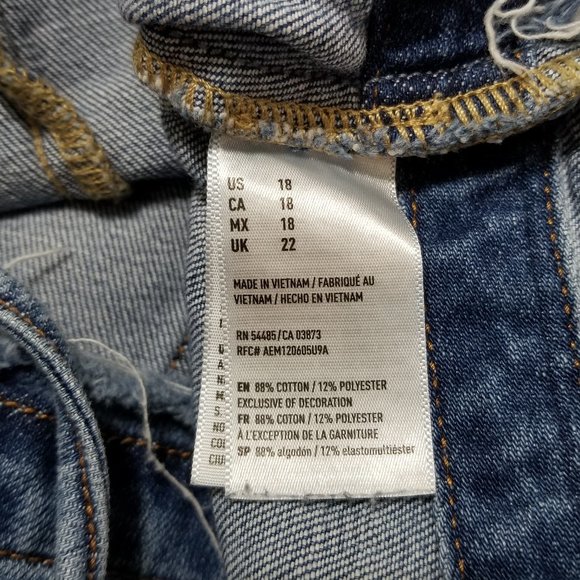 US 18
CA 18
MX 18
UK 22
MADE IN VIETNAM / FABRIQUÉ AU
VIETNAM / HECHO EN VIETNAM
RN 54485/CA 03873
RFC# AEM120605U9A
EN 88% COTTON / 12% POLYESTER
EXCLUSIVE OF DECORATION
FR 88% COTTON / 12% POLYESTER
À L'EXCEPTION DE LA GARNITURE
SP 88% algodón / 12% elastomultiéster